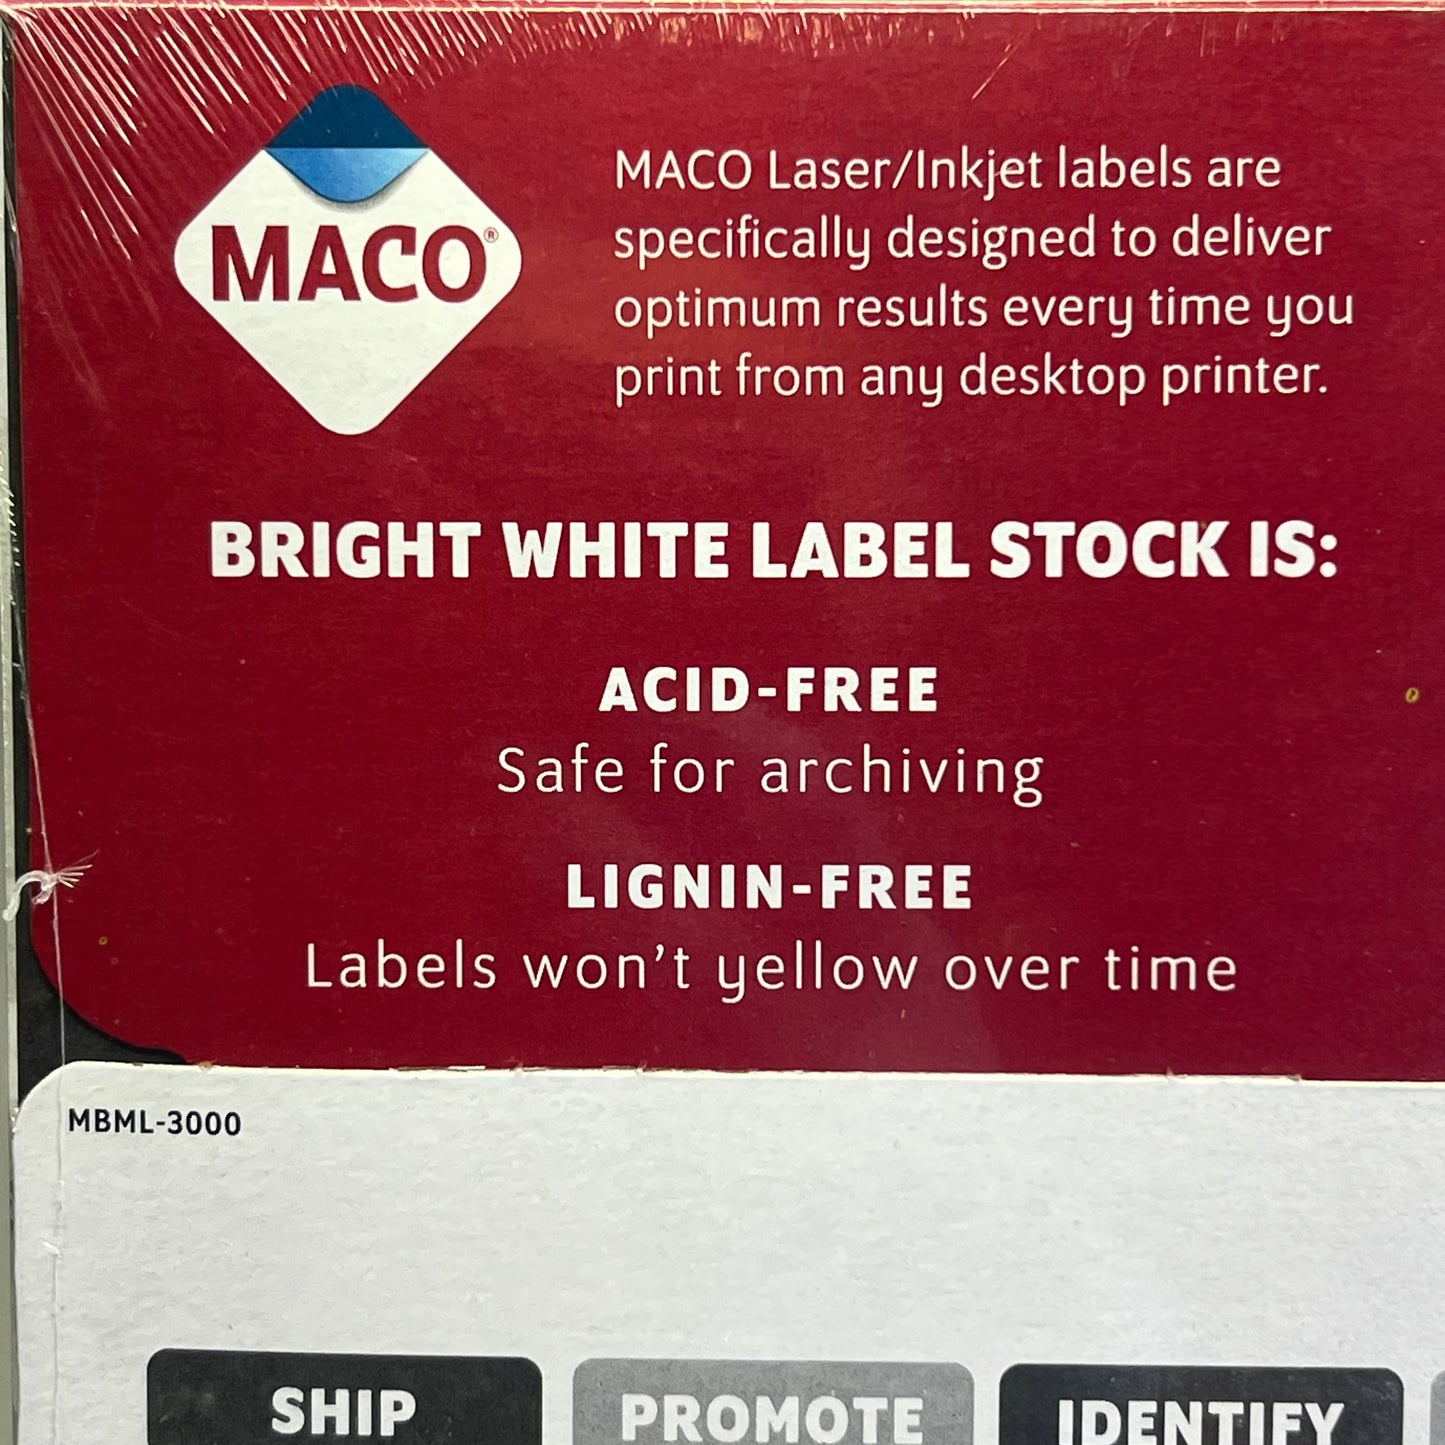 MACO®
MACO Laser/Inkjet labels are
specifically designed to deliver
optimum results every time you
print from any desktop printer.
BRIGHT WHITE LABEL STOCK IS:
ACID-FREE
Safe for archiving
LIGNIN-FREE
Labels won’t yellow over time
MBML-3000
SHIP
PROMOTE
IDENTIFY